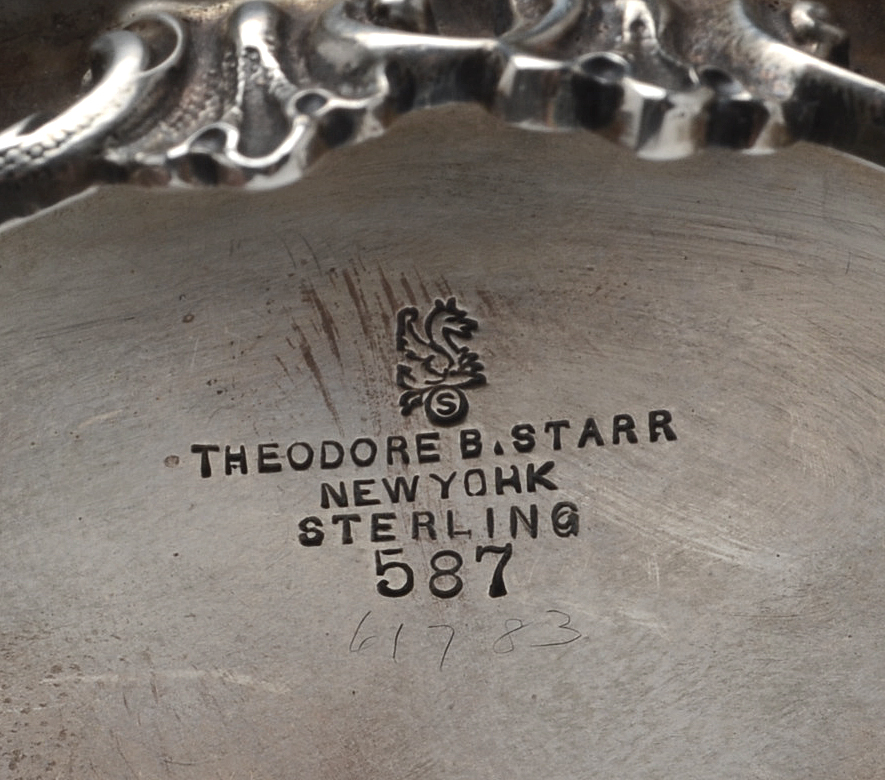 S
THEODORE B. STARR
NEW YORK
STERLING
587
61783